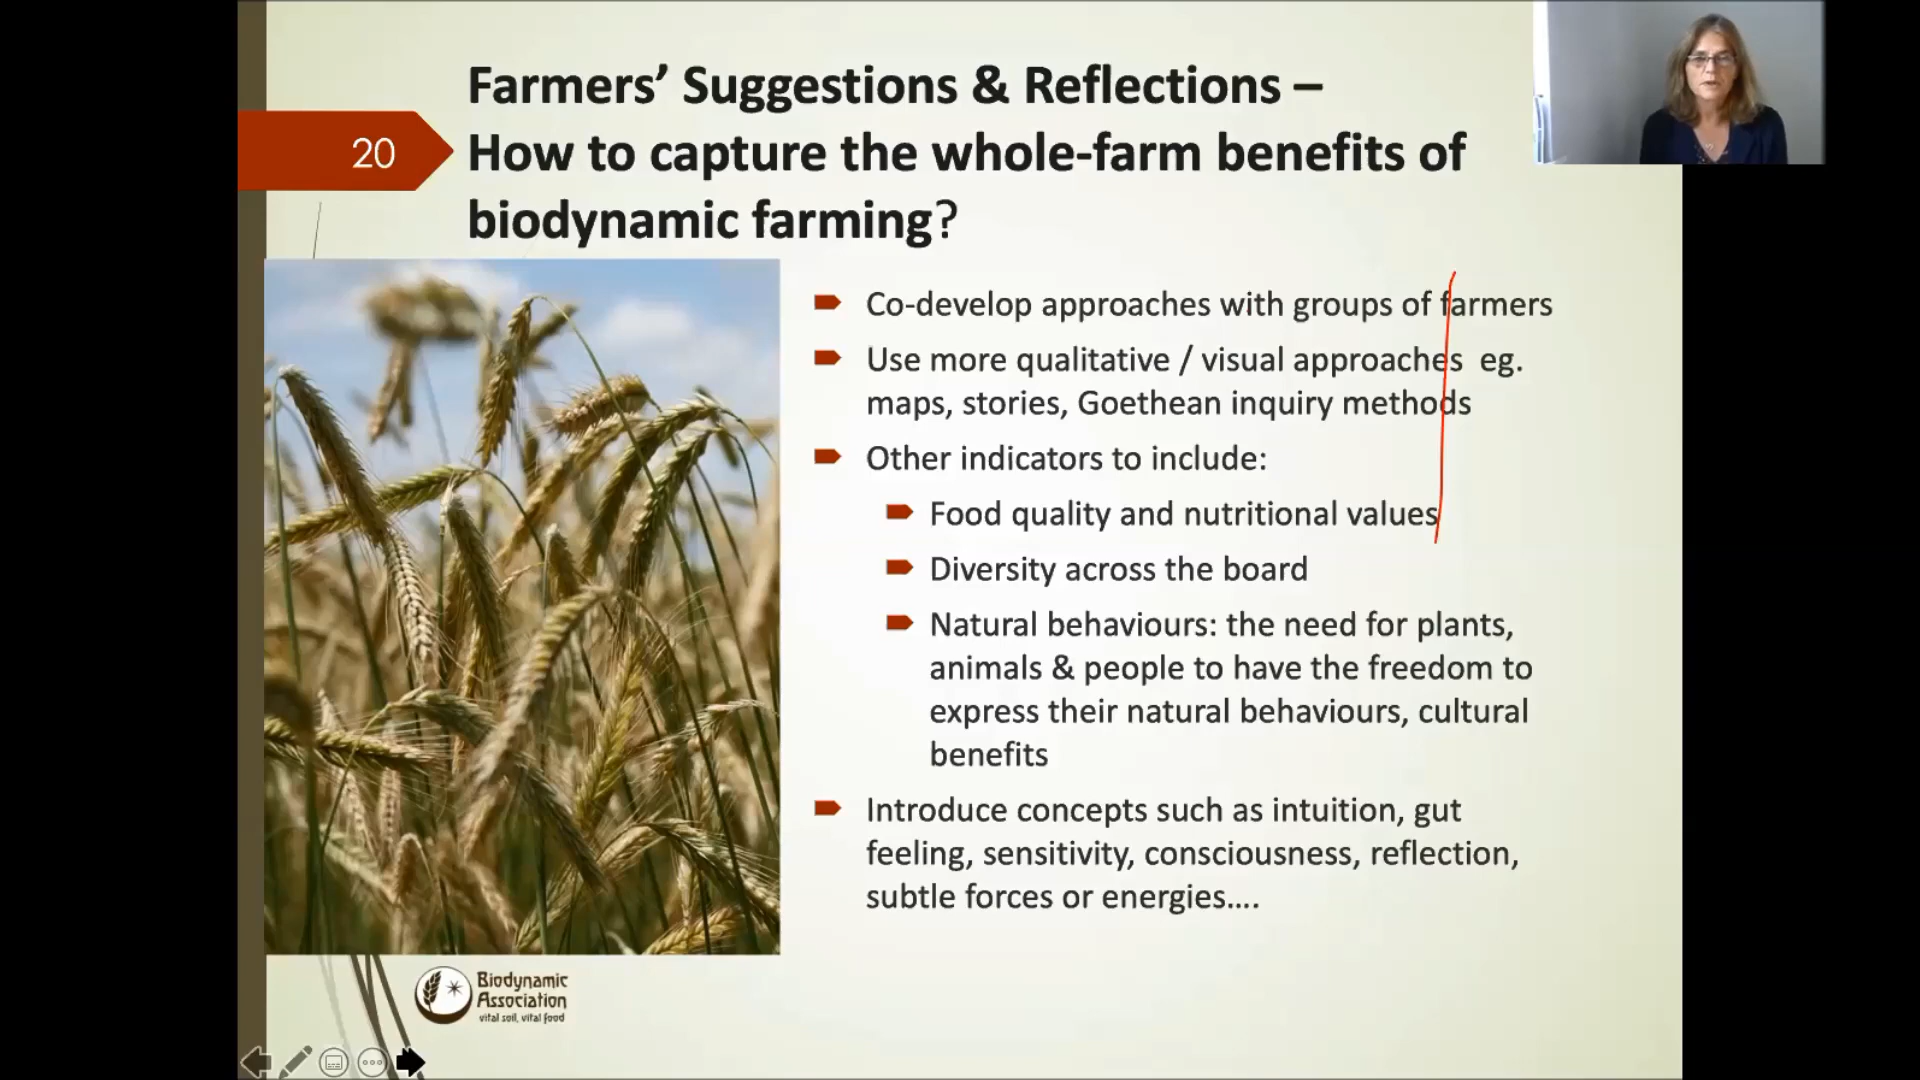 Farmers’ Suggestions & Reflections –
20
How to capture the whole-farm benefits of
biodynamic farming?
Co-develop approaches with groups of farmers
Use more qualitative / visual approaches eg.
maps, stories, Goethean inquiry methods
Other indicators to include:
Food quality and nutritional values
Diversity across the board
Natural behaviours: the need for plants,
animals & people to have the freedom to
express their natural behaviours, cultural
benefits
Introduce concepts such as intuition, gut
feeling, sensitivity, consciousness, reflection,
subtle forces or energies....
Biodynamic
Association
vital soil, vital food